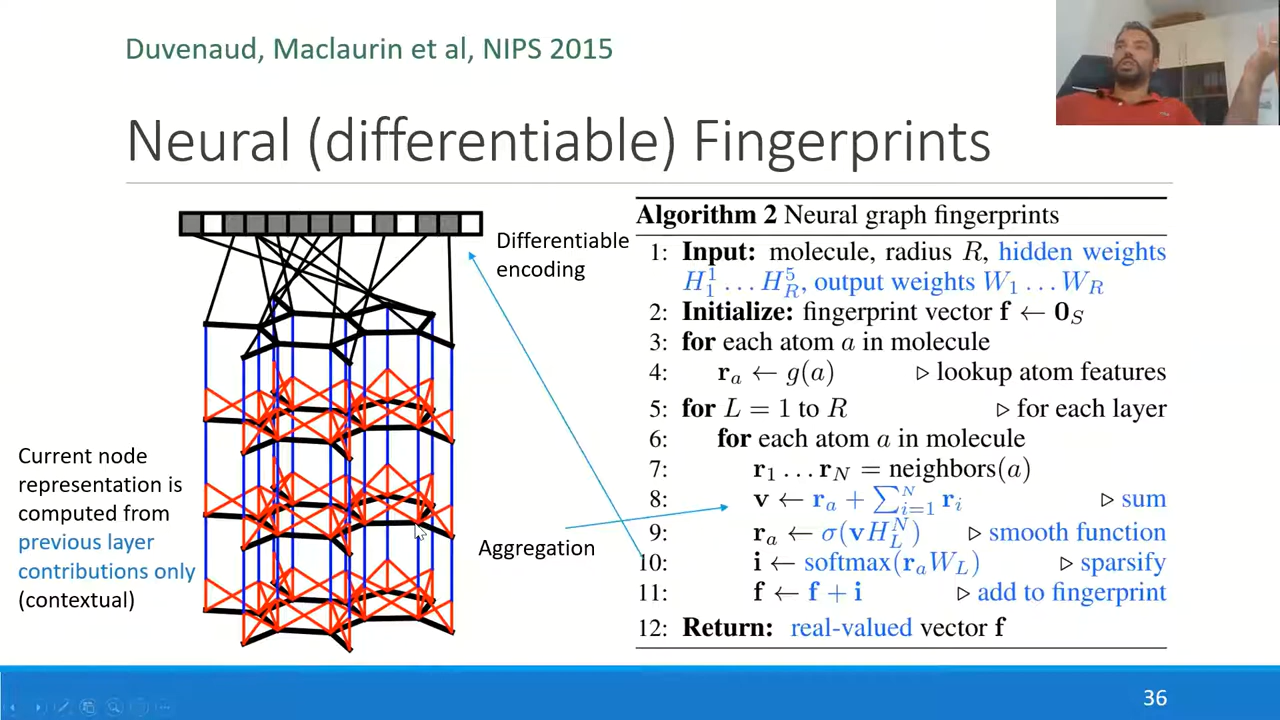 Duvenaud, Maclaurin et al, NIPS 2015
Neural (differentiable) Fingerprints
Differentiable
encoding
Current node
representation is
computed from
previous layer
contributions only
(contextual)
Aggregation
Algorithm 2 Neural graph fingerprints
1: Input: molecule, radius R, hidden weights
H_1^1 … H_R^5, output weights W_1 … W_R
2: Initialize: fingerprint vector f ← 0_S
3: for each atom a in molecule
4: r_a ← g(a) ▷ lookup atom features
5: for L = 1 to R ▷ for each layer
6: for each atom a in molecule
7: r_1 … r_N = neighbors(a)
8: v ← r_a + ∑_{i=1}^N r_i ▷ sum
9: r_a ← σ(vH_L^N) ▷ smooth function
10: i ← softmax(r_a W_L) ▷ sparsify
11: f ← f + i ▷ add to fingerprint
12: Return: real-valued vector f
36